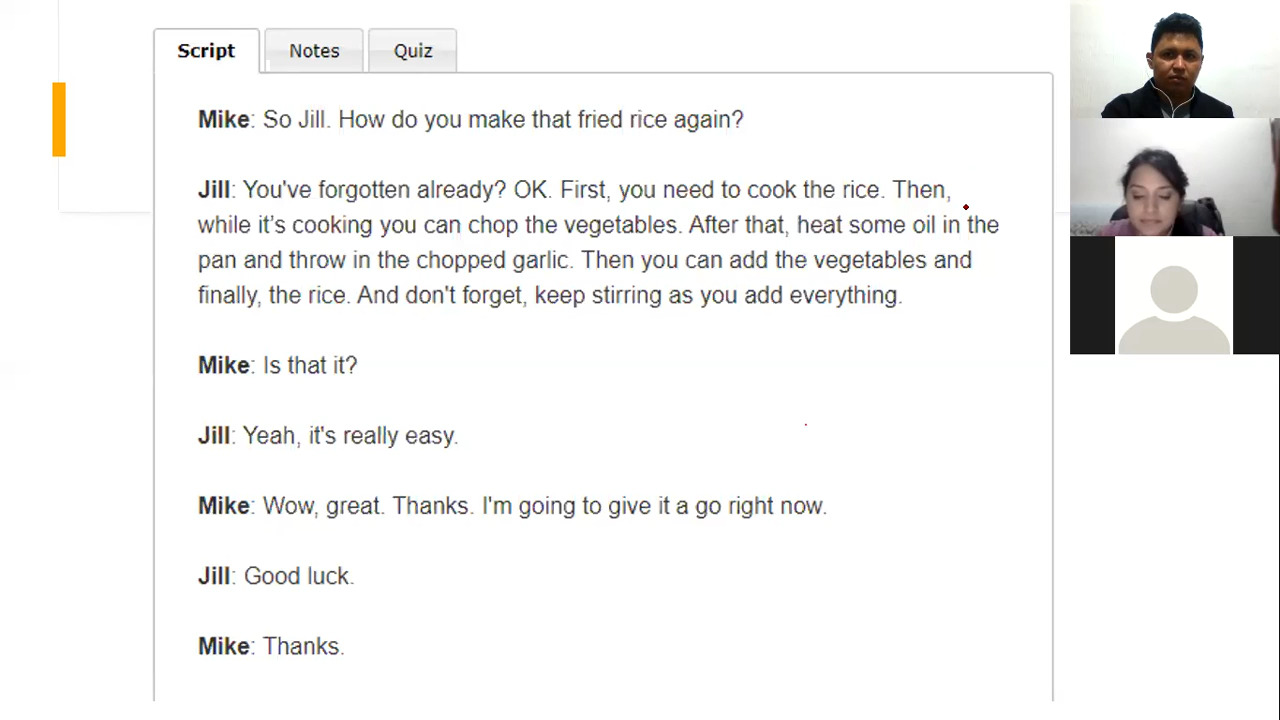 Script
Notes
Quiz
Mike: So Jill. How do you make that fried rice again?
Jill: You've forgotten already? OK. First, you need to cook the rice. Then,
while it's cooking you can chop the vegetables. After that, heat some oil in the
pan and throw in the chopped garlic. Then you can add the vegetables and
finally, the rice. And don't forget, keep stirring as you add everything.
Mike: Is that it?
Jill: Yeah, it's really easy.
Mike: Wow, great. Thanks. I'm going to give it a go right now.
Jill: Good luck.
Mike: Thanks.